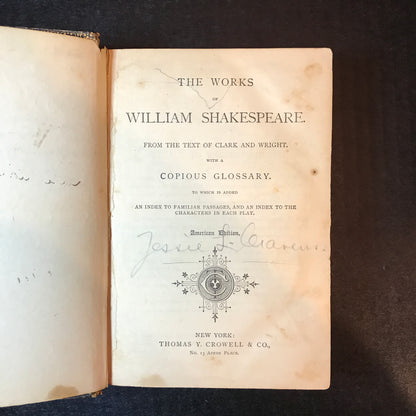 THE WORKS
OF
WILLIAM SHAKESPEARE.
FROM THE TEXT OF CLARK AND WRIGHT,
WITH A
COPIOUS GLOSSARY.
TO WHICH IS ADDED
AN INDEX TO FAMILIAR PASSAGES, AND AN INDEX TO THE
CHARACTERS IN EACH PLAY.
American Edition.
Jessie L. Cravens.
NEW YORK:
THOMAS Y. CROWELL & CO.,
No. 13 Astor Place.